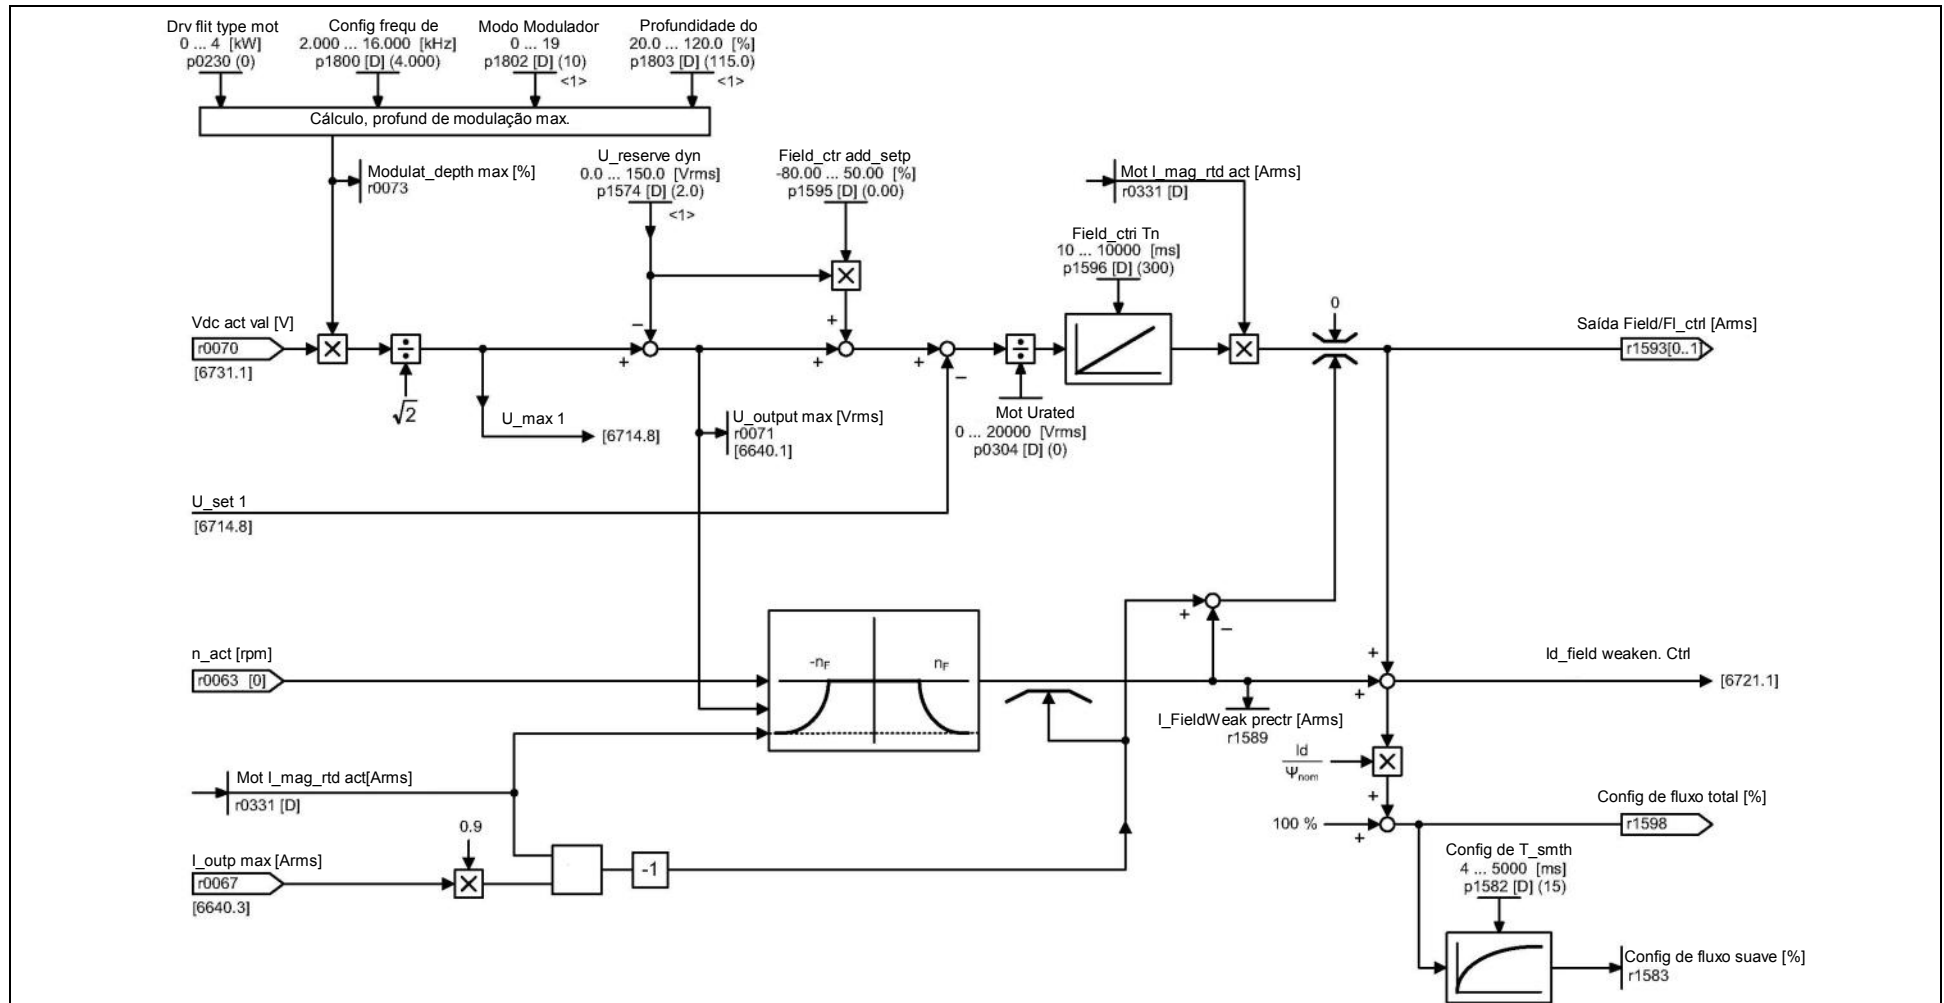 Drv flit type mot
0 ... 4 [kW]
p0230 (0)
Config frequ de
2.000 ... 16.000 [kHz]
p1800 [D] (4.000)
Modo Modulador
0 ... 19
p1802 [D] (10)
<1>
Profundidade do
20.0 ... 120.0 [%]
p1803 [D] (115.0)
<1>
Cálculo, profund de modulação max.
Modulat_depth max [%]
r0073
U_reserve dyn
0.0 ... 150.0 [Vrms]
p1574 [D] (2.0)
<1>
Field_ctr add_setp
-80.00 ... 50.00 [%]
p1595 [D] (0.00)
Mot I_mag_rtd act [Arms]
r0331 [D]
Field_ctri Tn
10 ... 10000 [ms]
p1596 [D] (300)
×
0
Vdc act val [V]
r0070
[6731.1]
×
÷
√2
–
+
+
+
+
–
÷
×
Saída Field/Fl_ctrl [Arms]
r1593[0..1]
U_max 1
[6714.8]
U_output max [Vrms]
r0071
[6640.1]
Mot Urated
0 ... 20000 [Vrms]
p0304 [D] (0)
U_set 1
[6714.8]
+
–
n_act [rpm]
r0063 [0]
-nF
nF
+
+
Id_field weaken. Ctrl
[6721.1]
I_FieldWeak prectr [Arms]
r1589
Id
Ψnom
×
Mot I_mag_rtd act[Arms]
r0331 [D]
+
100 %
+
Config de fluxo total [%]
r1598
0.9
I_outp max [Arms]
r0067
[6640.3]
×
-1
Config de T_smth
4 ... 5000 [ms]
p1582 [D] (15)
Config de fluxo suave [%]
r1583